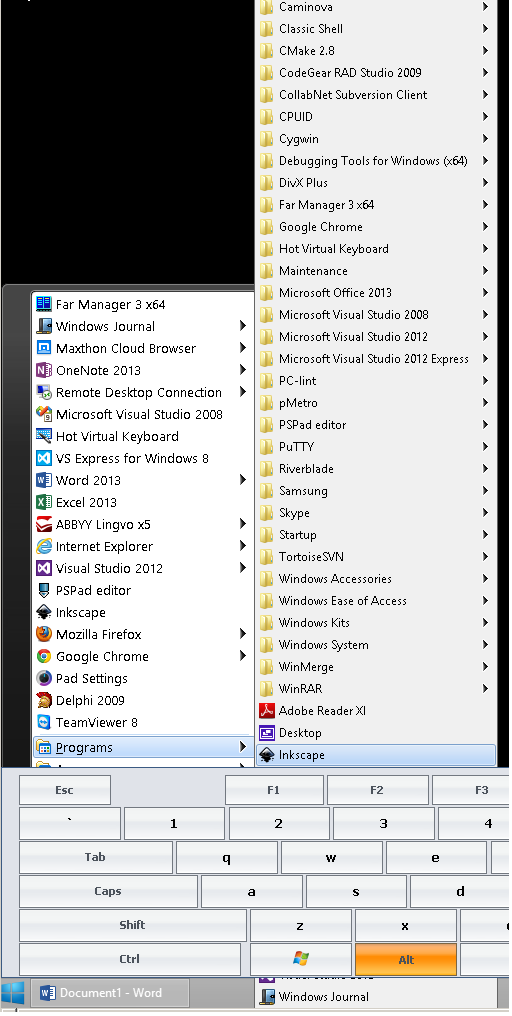 Caminova
Classic Shell
CMake 2.8
CodeGear RAD Studio 2009
CollabNet Subversion Client
CPUID
Cygwin
Debugging Tools for Windows (x64)
DivX Plus
Far Manager 3 x64
Google Chrome
Hot Virtual Keyboard
Maintenance
Microsoft Office 2013
Microsoft Visual Studio 2008
Microsoft Visual Studio 2012
Microsoft Visual Studio 2012 Express
PC-lint
pMetro
PSPad editor
PuTTY
Riverblade
Samsung
Skype
Startup
TortoiseSVN
Windows Accessories
Windows Ease of Access
Windows Kits
Windows System
WinMerge
WinRAR
Adobe Reader XI
Desktop
Inkscape
Far Manager 3 x64
Windows Journal
Maxthon Cloud Browser
OneNote 2013
Remote Desktop Connection
Microsoft Visual Studio 2008
Hot Virtual Keyboard
VS Express for Windows 8
Word 2013
Excel 2013
ABBYY Lingvo x5
Internet Explorer
Visual Studio 2012
PSPad editor
Inkscape
Mozilla Firefox
Google Chrome
Pad Settings
Delphi 2009
TeamViewer 8
Programs
Esc F1 F2 F3
` 1 2 3 4
Tab q w e
Caps a s d
Shift z x
Ctrl Alt
Document1 - Word
Windows Journal